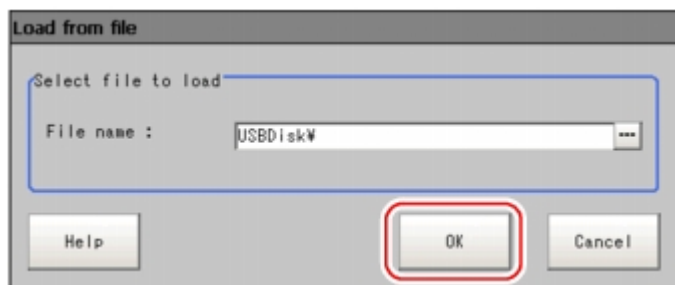 Load from file
Select file to load
File name :
USBDisk¥
...
Help
OK
Cancel